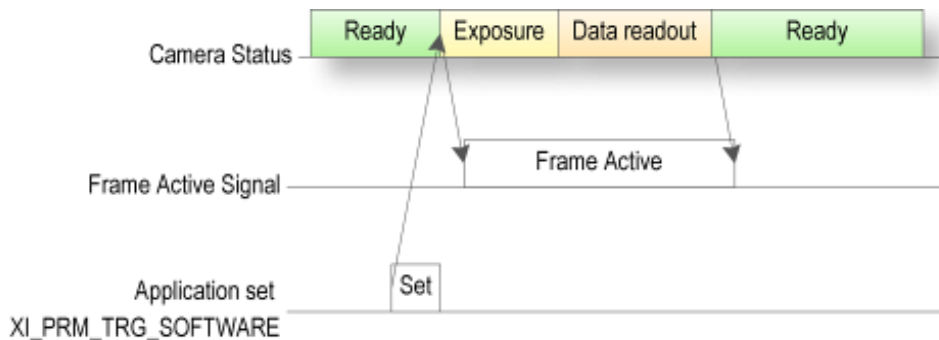 Camera Status Ready Exposure Data readout Ready
Frame Active Signal Frame Active
Application set Set
XI_PRM_TRG_SOFTWARE